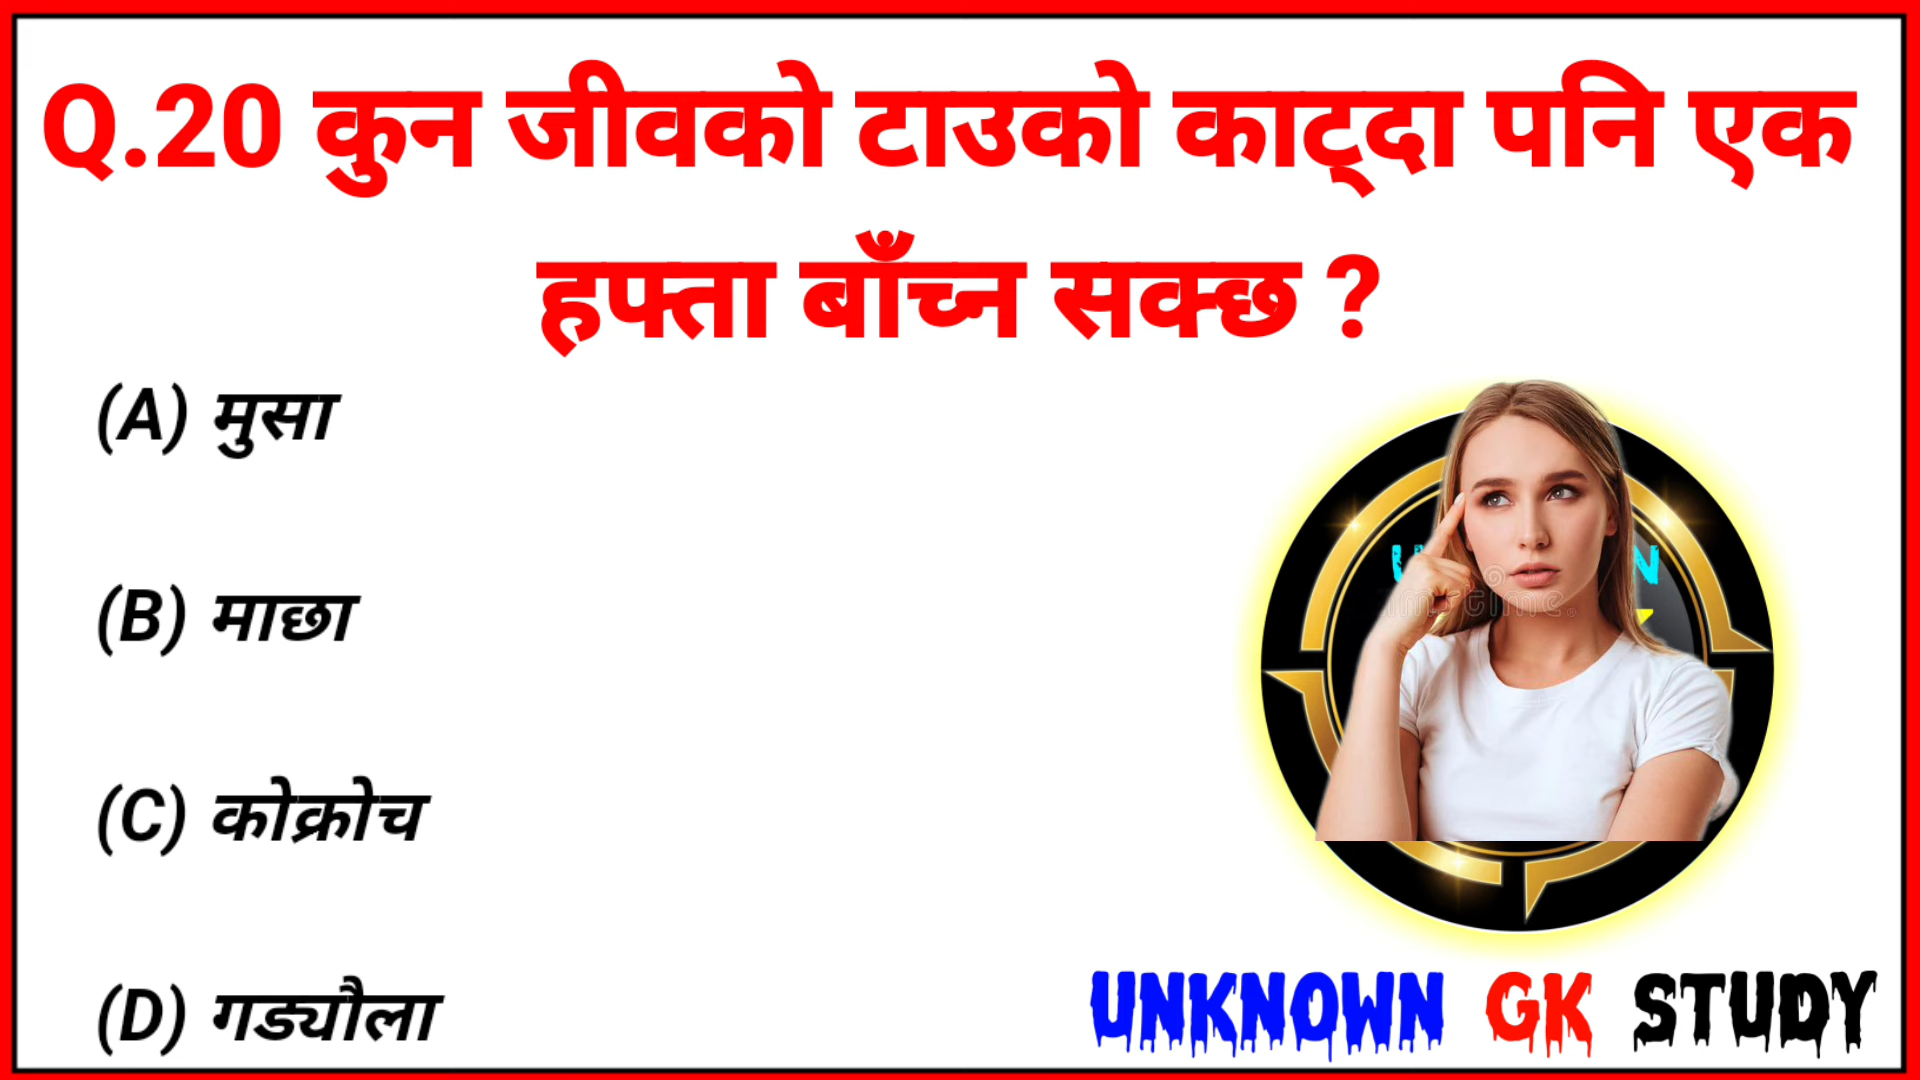 Q.20 कुन जीवको टाउको काट्दा पनि एक
हप्ता बाँच्न सक्छ ?
(A) मुसा
(B) माछा
(C) कोक्रोच
(D) गड्यौला
UNKNOWN GK STUDY